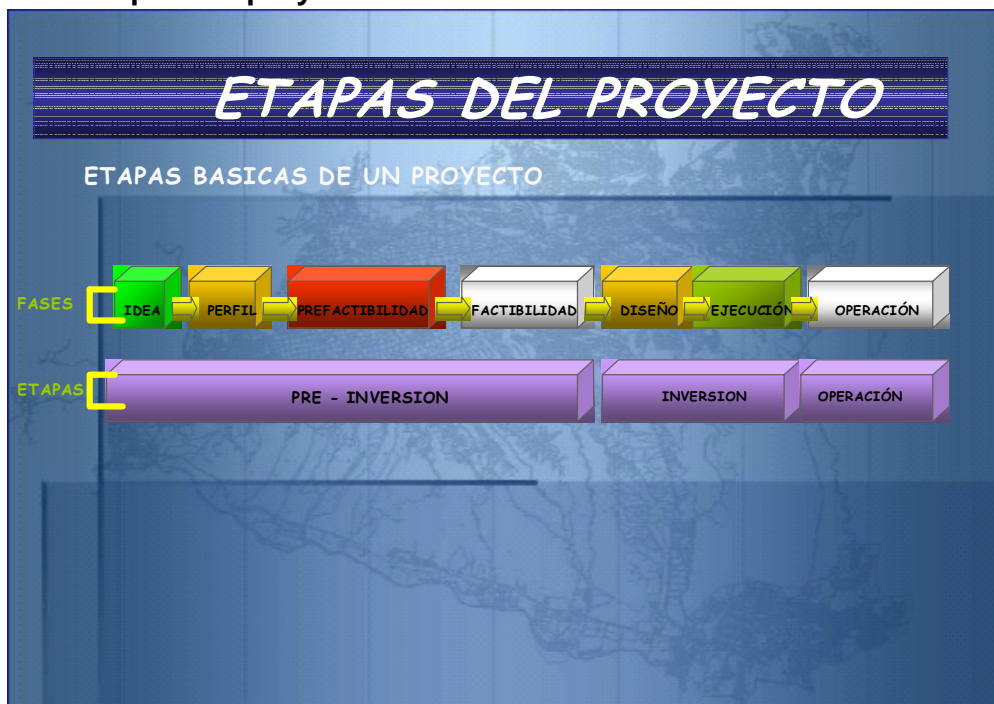 ETAPAS DEL PROYECTO
ETAPAS BASICAS DE UN PROYECTO
FASES
IDEA PERFIL PREFACTIBILIDAD FACTIBILIDAD DISEÑO EJECUCIÓN OPERACIÓN
ETAPAS
PRE - INVERSION INVERSION OPERACIÓN